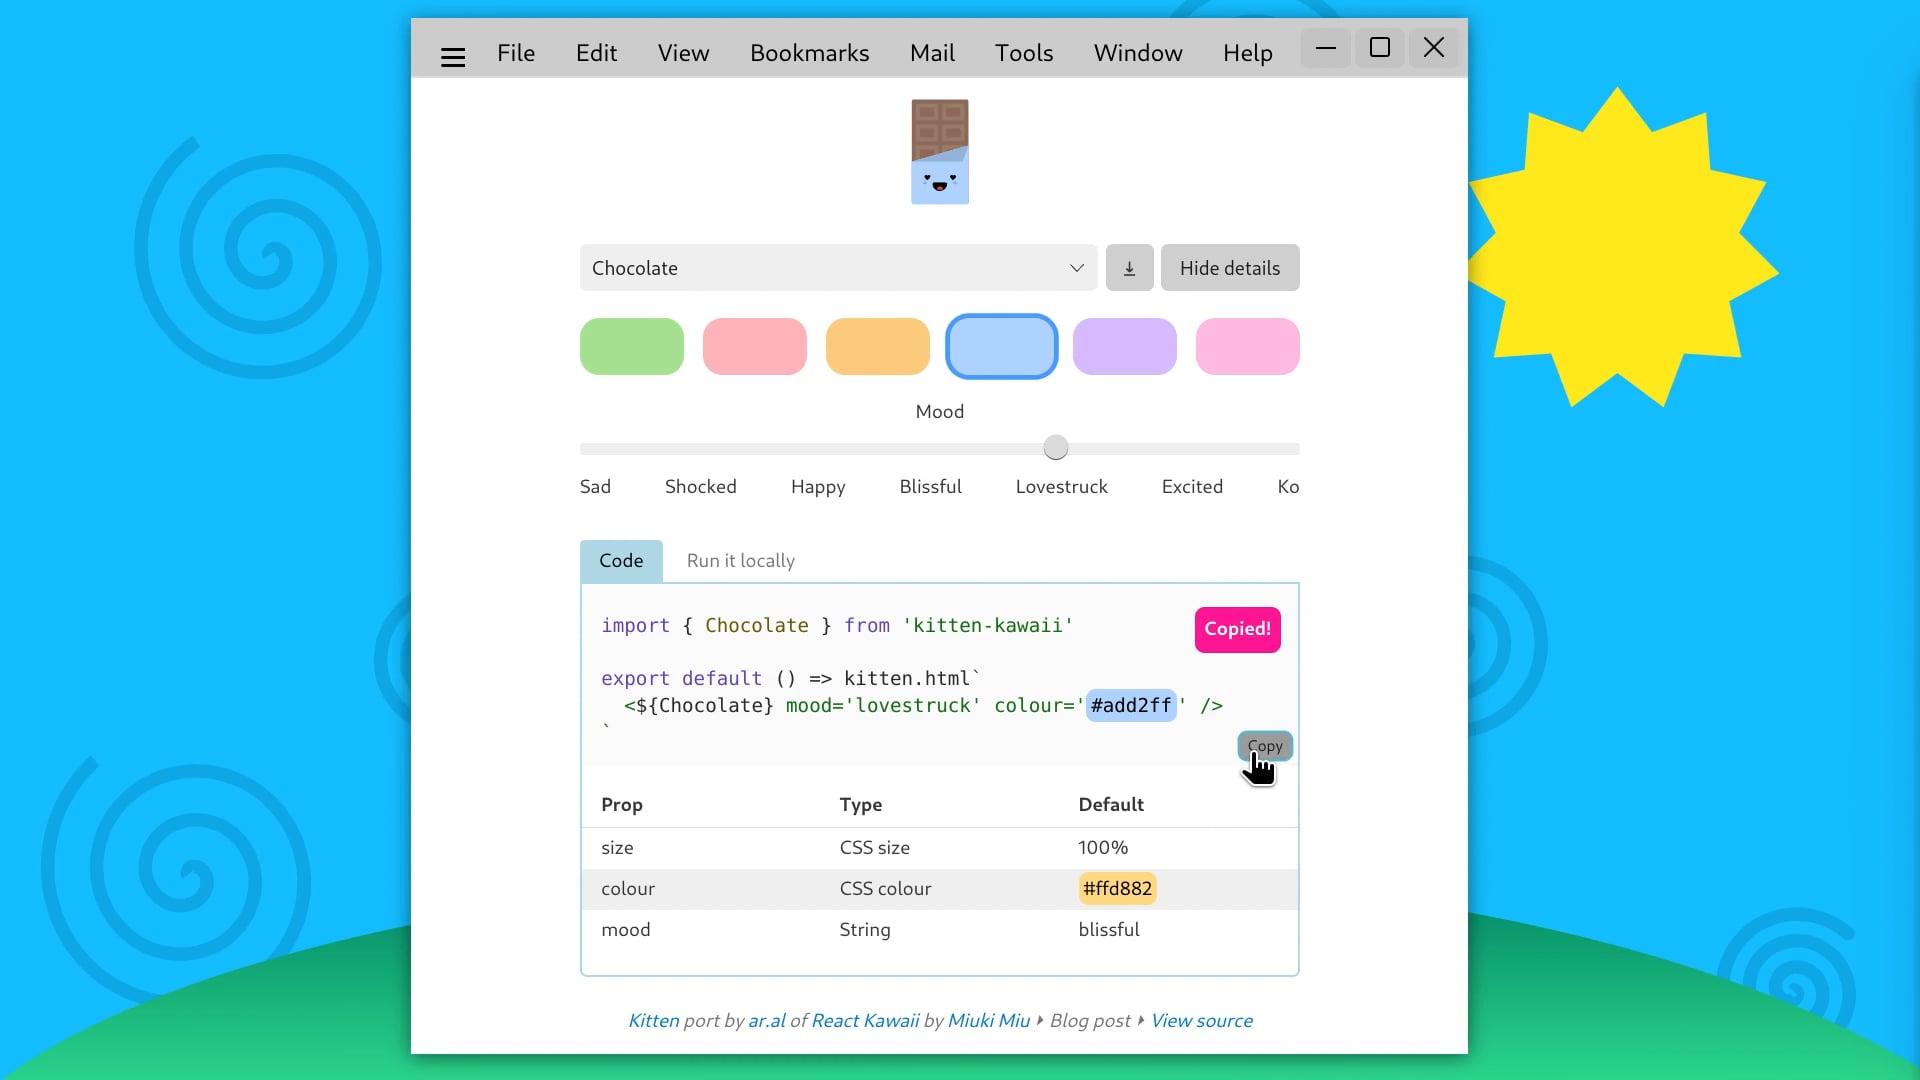 File Edit View Bookmarks Mail Tools Window Help
Chocolate
Hide details
Mood
Sad Shocked Happy Blissful Lovestruck Excited Ko
Code Run it locally
import { Chocolate } from 'kitten-kawaii'
Copied!
export default () => kitten.html`
<${Chocolate} mood='lovestruck' colour='#add2ff' />
`
Copy
Prop Type Default
size CSS size 100%
colour CSS colour #ffd882
mood String blissful
Kitten port by ar.al of React Kawaii by Miuki Miu ‣ Blog post ‣ View source